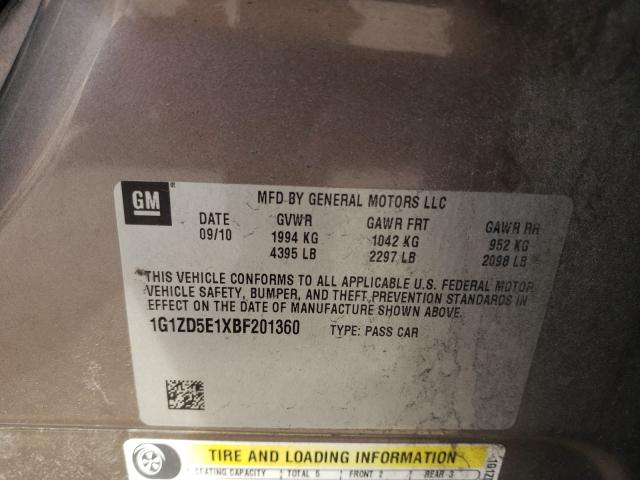 GM MFD BY GENERAL MOTORS LLC
DATE GVWR GAWR FRT GAWR RR
09/10 1994 KG 1042 KG 952 KG
4395 LB 2297 LB 2098 LB
THIS VEHICLE CONFORMS TO ALL APPLICABLE U.S. FEDERAL MOTOR
VEHICLE SAFETY, BUMPER, AND THEFT PREVENTION STANDARDS IN
EFFECT ON THE DATE OF MANUFACTURE SHOWN ABOVE.
1G1ZD5E1XBF201360 TYPE: PASS CAR
TIRE AND LOADING INFORMATION
SEATING CAPACITY TOTAL 5 FRONT 2 REAR 3